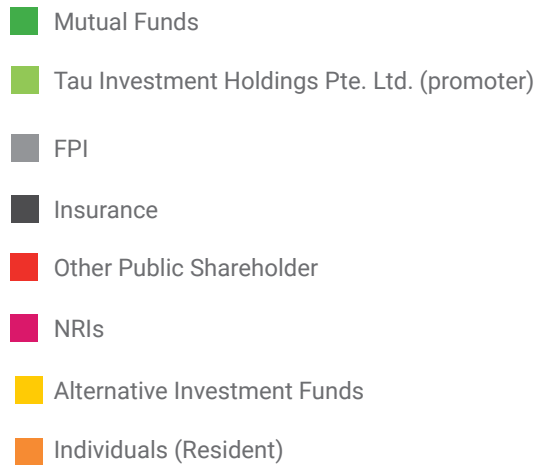 Mutual Funds
Tau Investment Holdings Pte. Ltd. (promoter)
FPI
Insurance
Other Public Shareholder
NRIs
Alternative Investment Funds
Individuals (Resident)